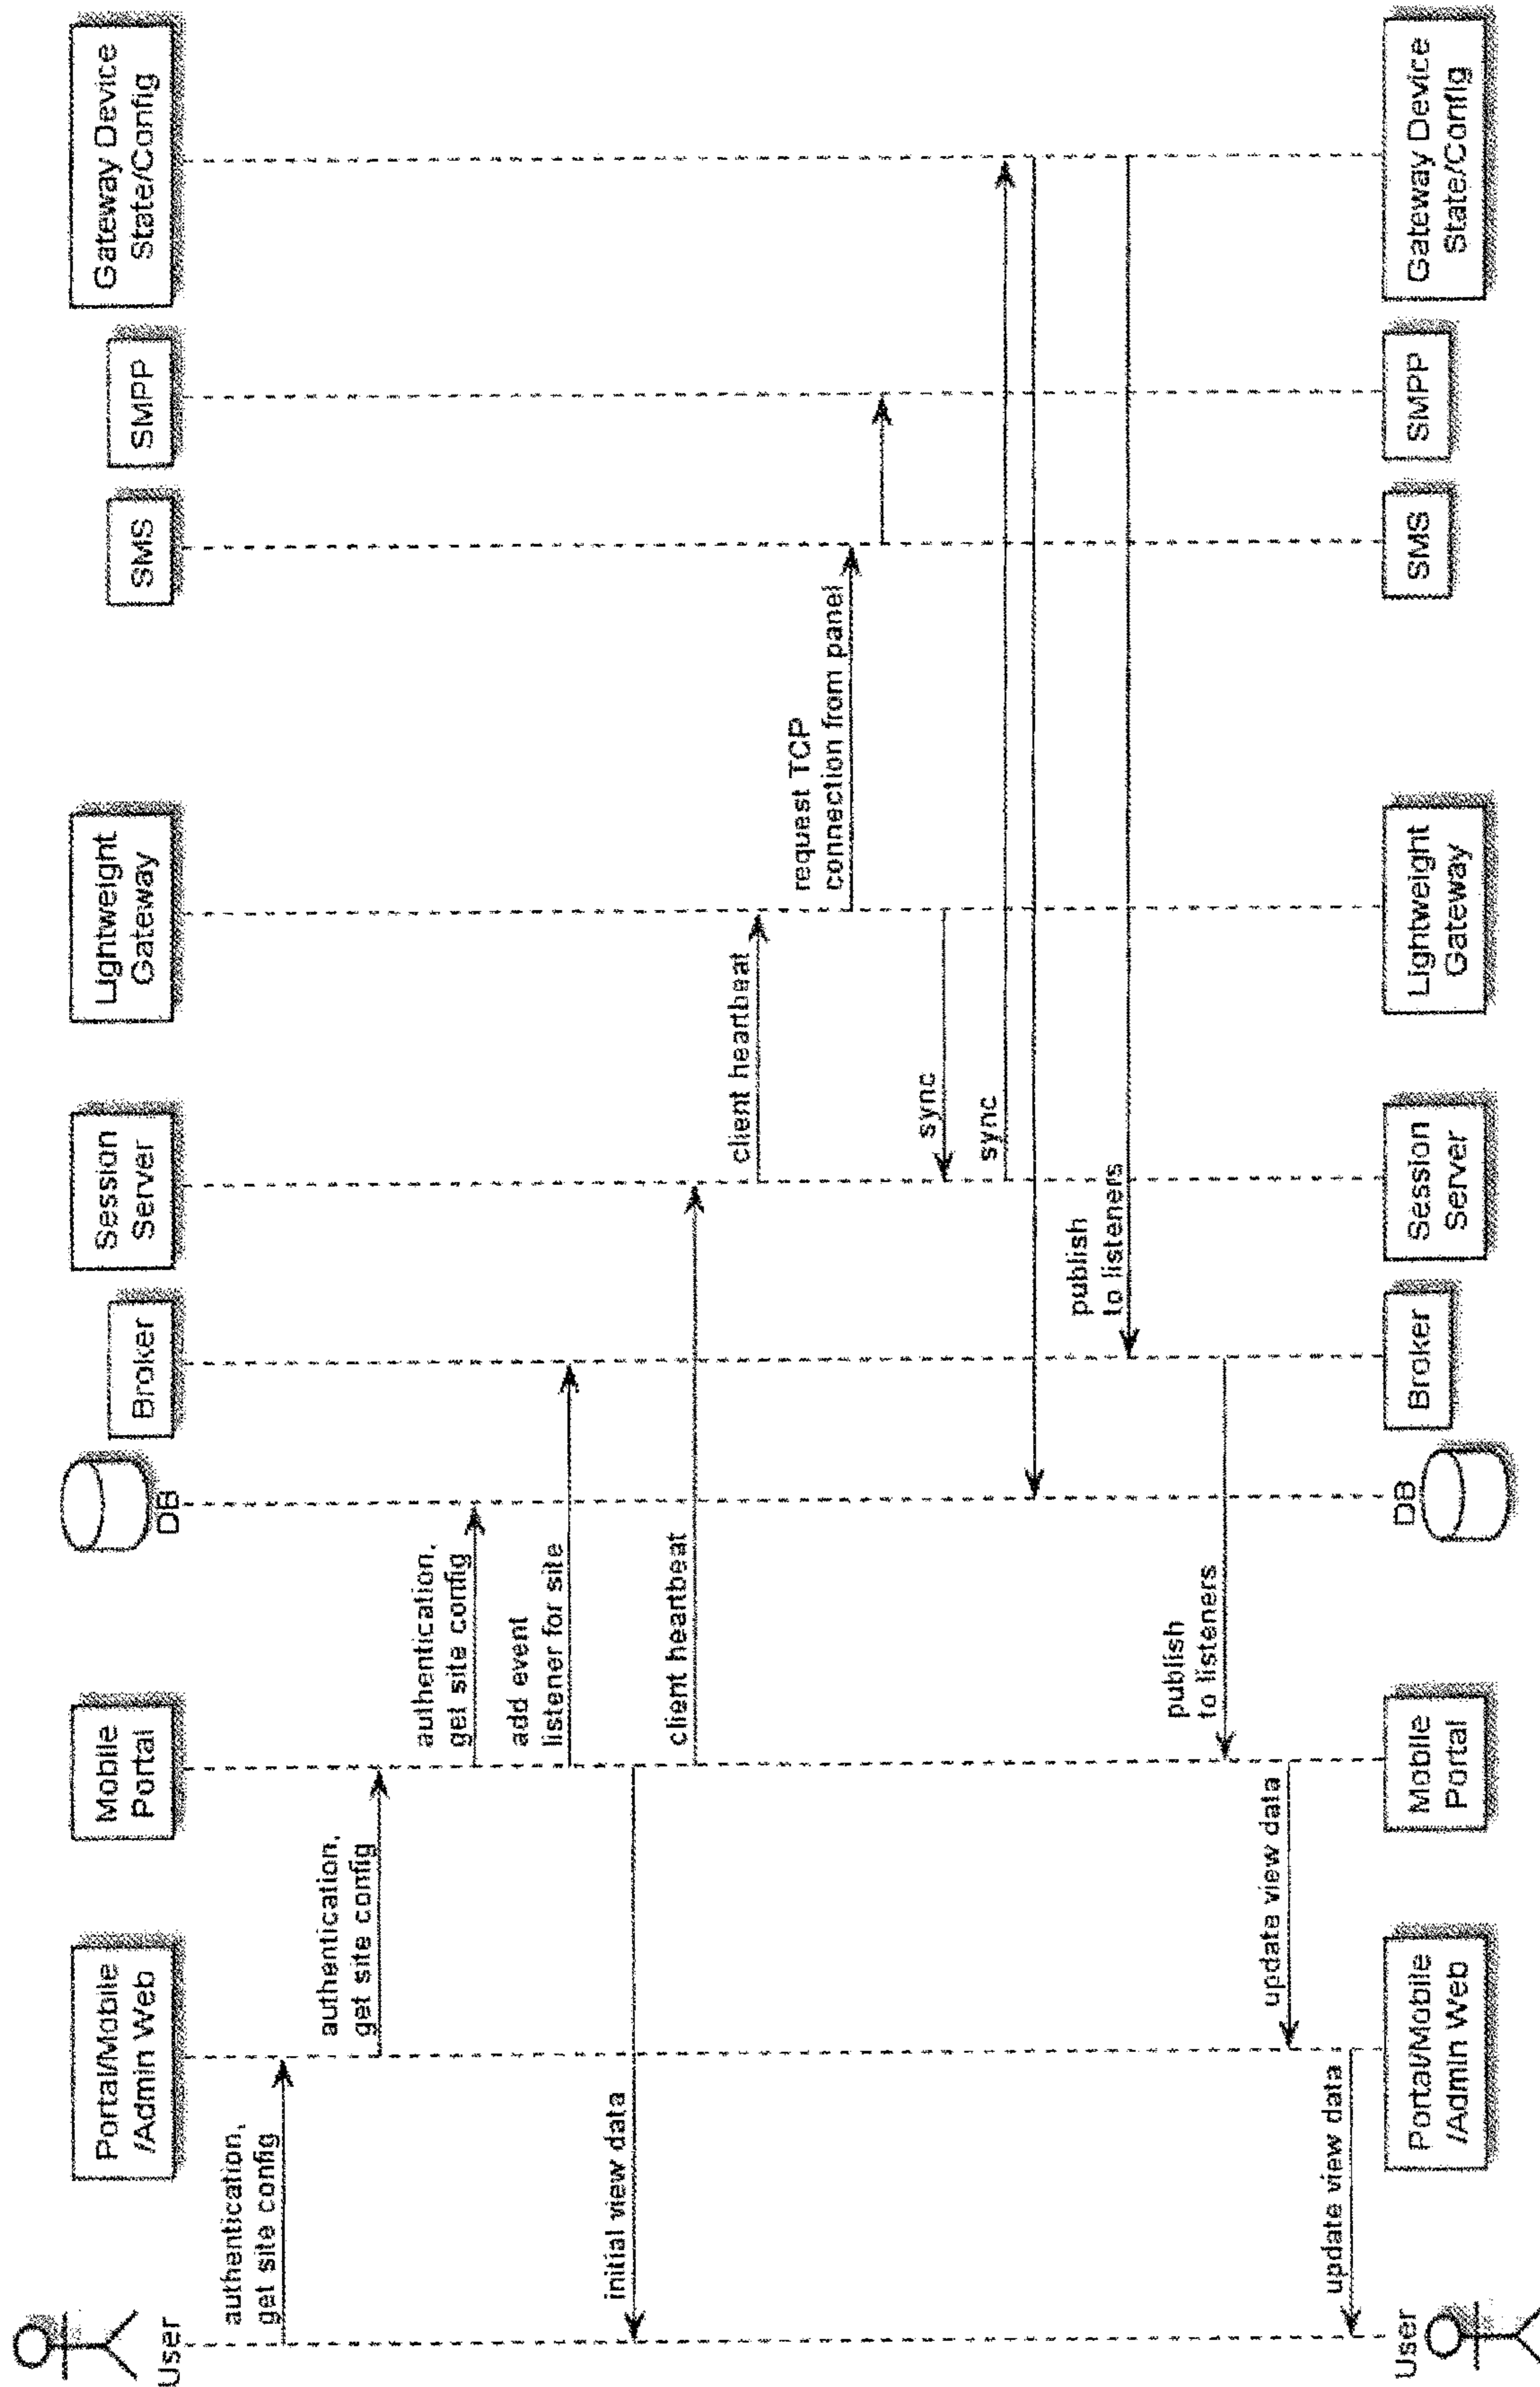 User
Portal/Mobile
/Admin Web
Mobile
Portal
DB
Broker
Session
Server
Lightweight
Gateway
SMS
SMPP
Gateway Device
State/Config
authentication,
get site config
authentication,
get site config
authentication,
get site config
add event
listener for site
initial view data
client heartbeat
client heartbeat
request TCP
connection from panel
sync
sync
publish
to listeners
publish
to listeners
update view data
update view data
User
Portal/Mobile
/Admin Web
Mobile
Portal
DB
Broker
Session
Server
Lightweight
Gateway
SMS
SMPP
Gateway Device
State/Config